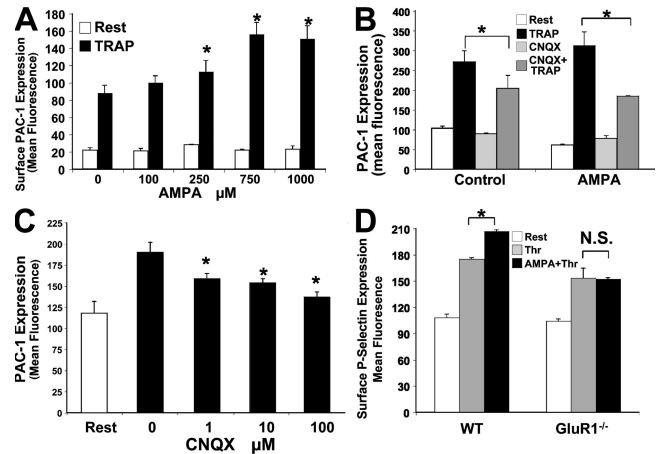 A
Rest
TRAP
Surface PAC-1 Expression
(Mean Fluorescence)
180
160
140
120
100
80
60
40
20
0
*
*
*
0 100 250 750 1000
AMPA µM
B
Rest
TRAP
CNQX
CNQX+
TRAP
PAC-1 Expression
(mean fluorescence)
350
300
250
200
150
100
50
0
*
*
Control AMPA
C
PAC-1 Expression
(Mean Fluorescence)
225
200
175
150
125
100
75
50
25
0
*
*
*
Rest 0 1 10 100
CNQX µM
D
Rest
Thr
AMPA+Thr
Surface P-Selectin Expression
Mean Fluoresence
210
180
150
120
90
60
30
0
*
N.S.
WT GluR1-/-